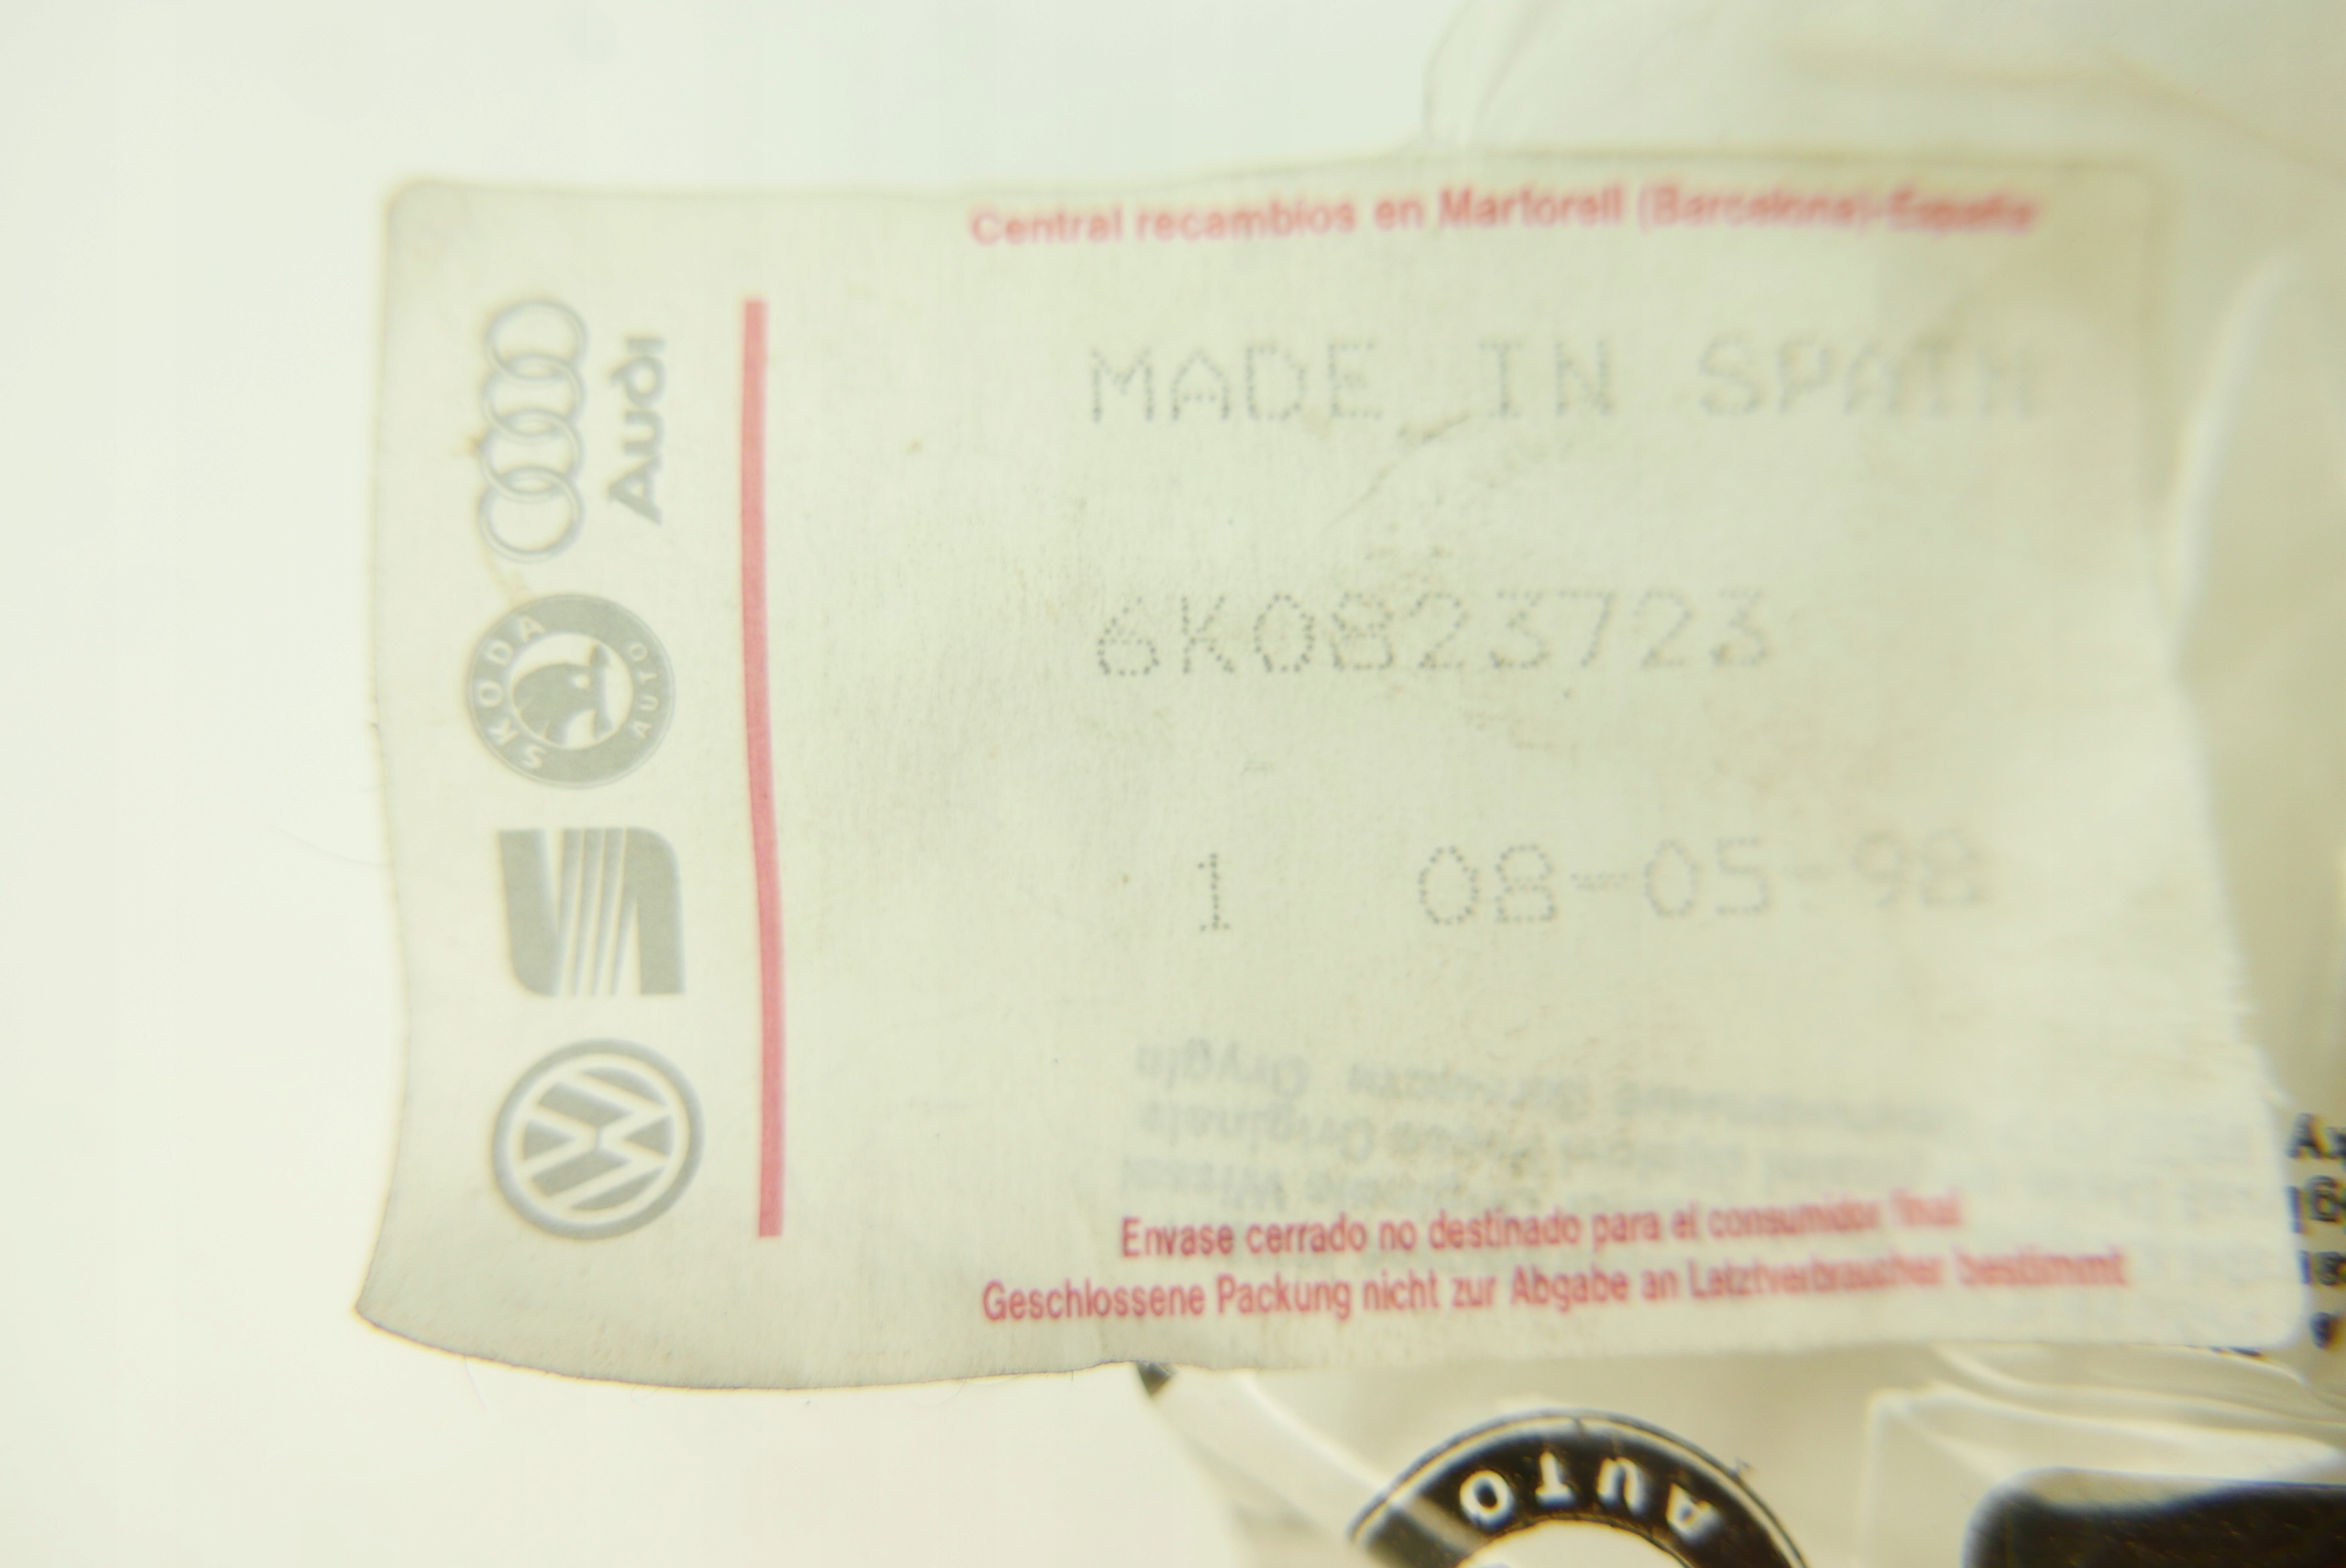 Central recambios en Martorell (Barcelona)-España
MADE IN SPAIN
6K0823723
1 08-05-98
Envase cerrado no destinado para el consumidor final
Geschlossene Packung nicht zur Abgabe an Letztverbraucher bestimmt
Audi
SKODA AUTO
AUTO